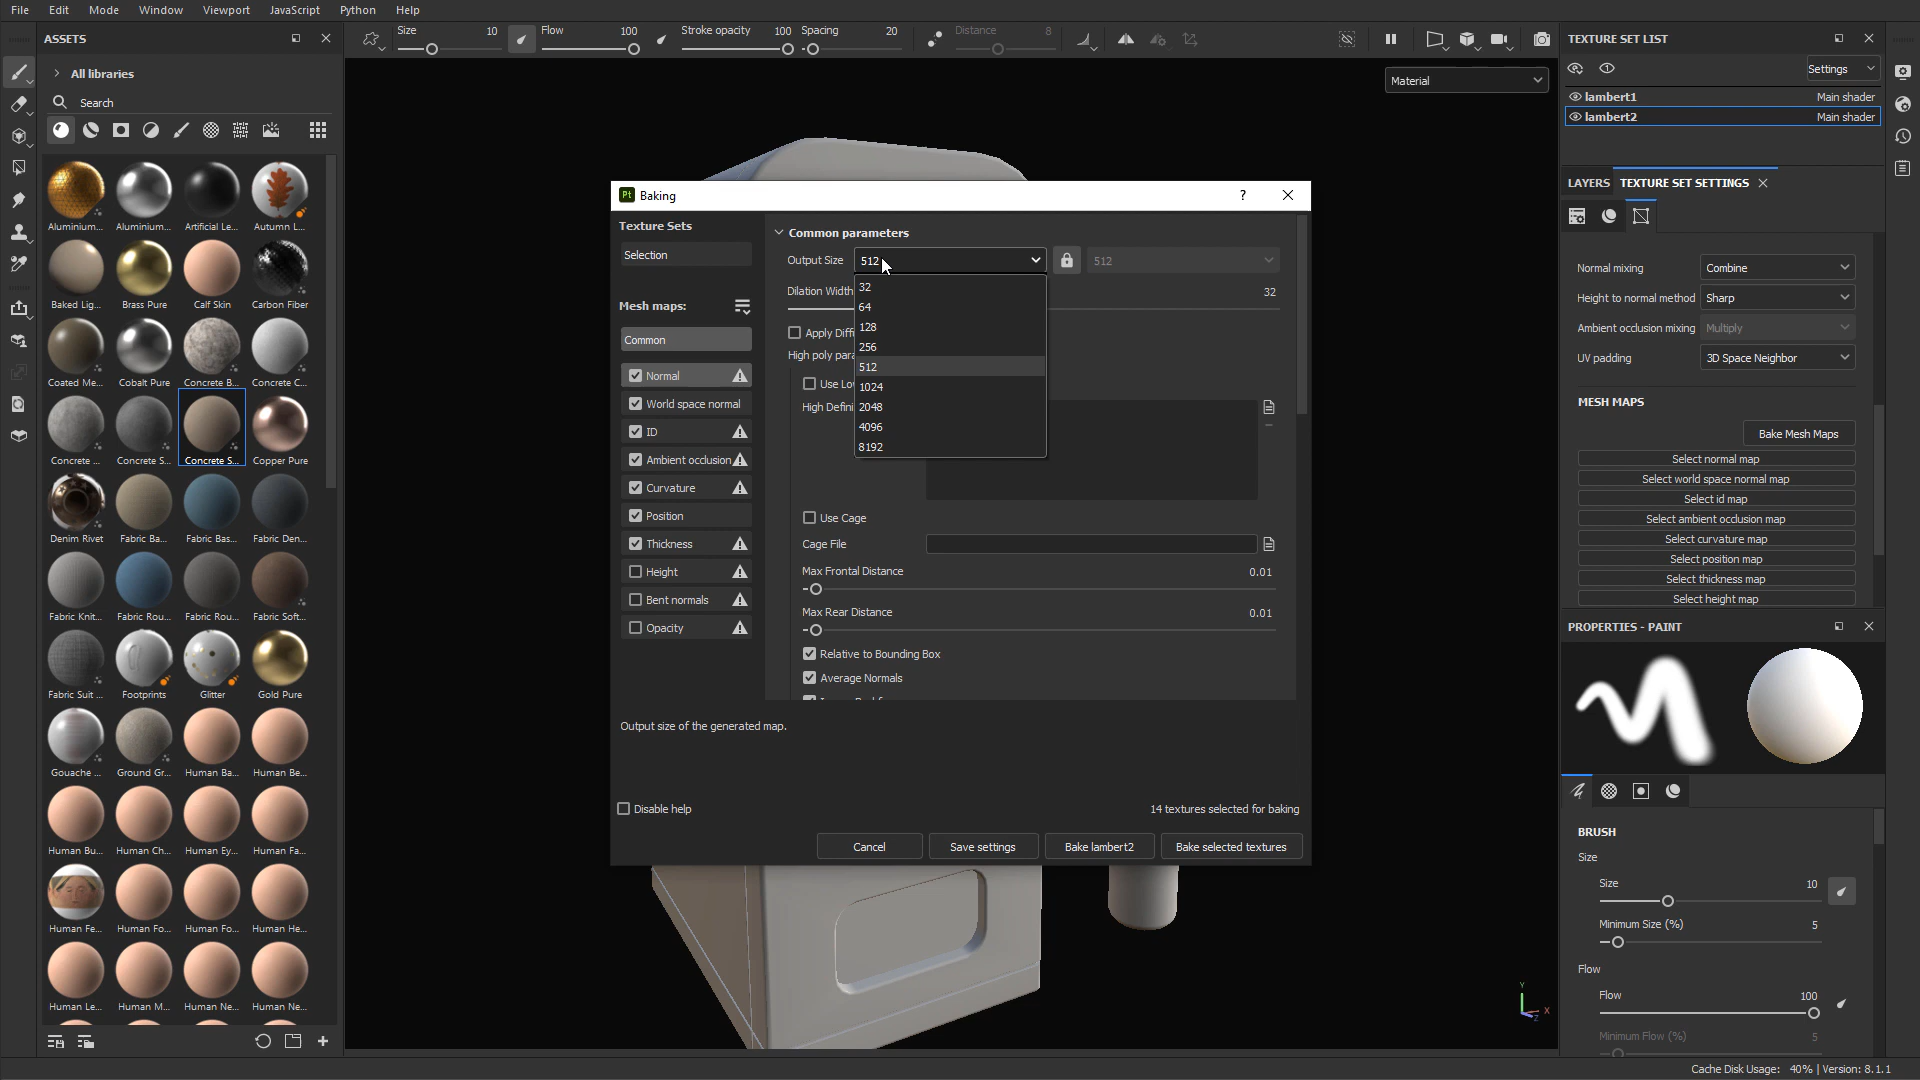 File Edit Mode Window Viewport JavaScript Python Help
ASSETS
All libraries
Search
Aluminium... Aluminium... Artificial Le... Autumn L...
Baked Lig... Brass Pure Calf Skin Carbon Fiber
Coated Me... Cobalt Pure Concrete B... Concrete C...
Concrete ... Concrete S... Concrete S... Copper Pure
Denim Rivet Fabric Ba... Fabric Bas... Fabric Den...
Fabric Knit... Fabric Rou... Fabric Rou... Fabric Soft...
Fabric Suit ... Footprints Glitter Gold Pure
Gouache ... Ground Gr... Human Ba... Human Be...
Human Bu... Human Ch... Human Ey... Human Fa...
Human Fe... Human Fo... Human Fo... Human He...
Human Le... Human M... Human Ne... Human Ne...
Size 10 Flow 100 Stroke opacity 100 Spacing 20 Distance 8
Material
Pt Baking ?
Texture Sets
Selection
Mesh maps:
Common
Normal
World space normal
ID
Ambient occlusion
Curvature
Position
Thickness
Height
Bent normals
Opacity
Common parameters
Output Size 512 512
32
64
128
256
512
1024
2048
4096
8192
Dilation Width 32
Apply Diff
High poly para
Use Lo
High Defini
Use Cage
Cage File
Max Frontal Distance 0.01
Max Rear Distance 0.01
Relative to Bounding Box
Average Normals
Output size of the generated map.
Disable help
14 textures selected for baking
Cancel Save settings Bake lambert2 Bake selected textures
Y
X
Z
TEXTURE SET LIST
Settings
lambert1 Main shader
lambert2 Main shader
LAYERS TEXTURE SET SETTINGS
Normal mixing Combine
Height to normal method Sharp
Ambient occlusion mixing Multiply
UV padding 3D Space Neighbor
MESH MAPS
Bake Mesh Maps
Select normal map
Select world space normal map
Select id map
Select ambient occlusion map
Select curvature map
Select position map
Select thickness map
Select height map
PROPERTIES - PAINT
BRUSH
Size
Size 10
Minimum Size (%) 5
Flow
Flow 100
Minimum Flow (%) 5
Cache Disk Usage: 40% | Version: 8.1.1